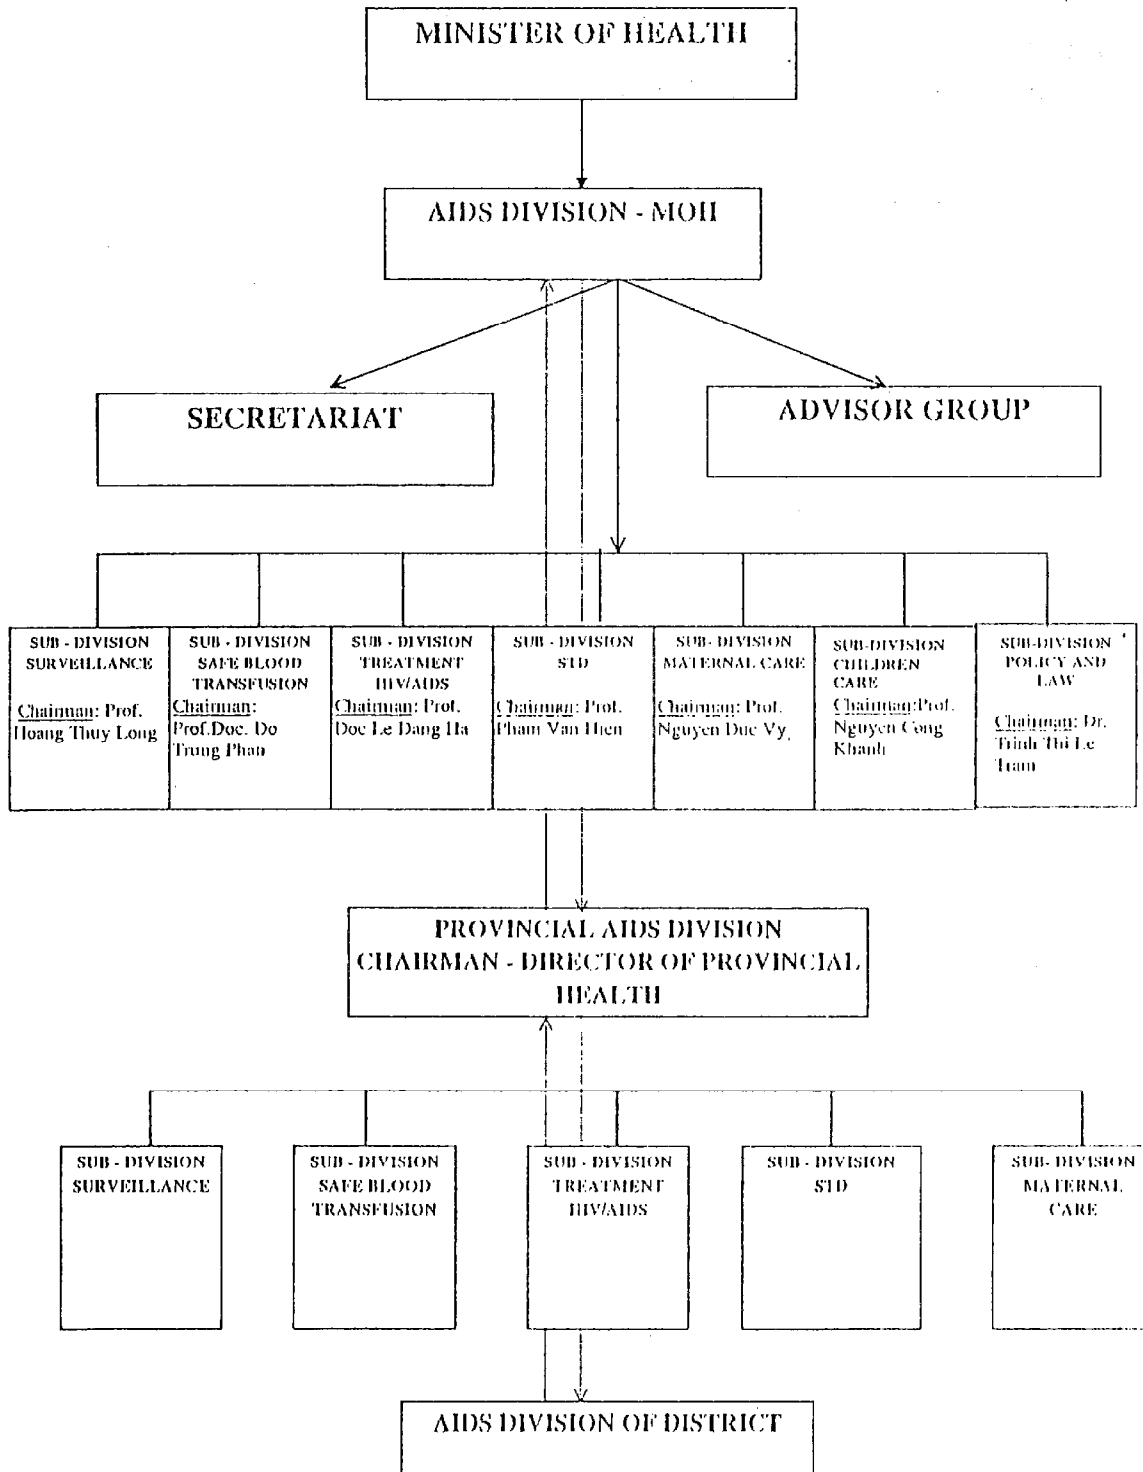 MINISTER OF HEALTH
AIDS DIVISION - MOH
SECRETARIAT
ADVISOR GROUP
SUB - DIVISION
SURVEILLANCE
Chairman: Prof.
Hoang Thuy Long
SUB - DIVISION
SAFE BLOOD
TRANSFUSION
Chairman:
Prof.Doc. Do
Trung Phan
SUB - DIVISION
TREATMENT
HIV/AIDS
Chairman: Prof.
Doc Le Dang Ha
SUB - DIVISION
STD
Chairman: Prof.
Pham Van Hien
SUB- DIVISION
MATERNAL CARE
Chairman: Prof.
Nguyen Duc Vy
SUB-DIVISION
CHILDREN
CARE
Chairman:Prof.
Nguyen Cong
Khanh
SUB-DIVISION
POLICY AND
LAW
Chairman: Dr.
Trinh Thi Le
Tram
PROVINCIAL AIDS DIVISION
CHAIRMAN - DIRECTOR OF PROVINCIAL
HEALTH
SUB - DIVISION
SURVEILLANCE
SUB - DIVISION
SAFE BLOOD
TRANSFUSION
SUB - DIVISION
TREATMENT
HIV/AIDS
SUB - DIVISION
STD
SUB- DIVISION
MATERNAL
CARE
AIDS DIVISION OF DISTRICT